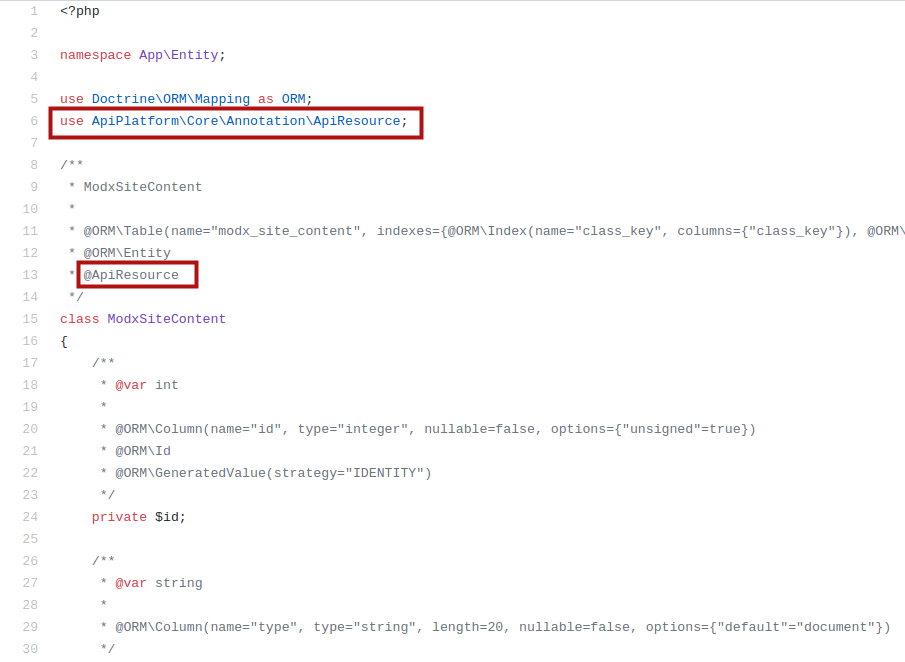 1 <?php
2
3 namespace App\Entity;
4
5 use Doctrine\ORM\Mapping as ORM;
6 use ApiPlatform\Core\Annotation\ApiResource;
7
8 /**
9  * ModxSiteContent
10  *
11  * @ORM\Table(name="modx_site_content", indexes={@ORM\Index(name="class_key", columns={"class_key"}), @ORM\
12  * @ORM\Entity
13  * @ApiResource
14  */
15 class ModxSiteContent
16 {
17     /**
18      * @var int
19      *
20      * @ORM\Column(name="id", type="integer", nullable=false, options={"unsigned"=true})
21      * @ORM\Id
22      * @ORM\GeneratedValue(strategy="IDENTITY")
23      */
24     private $id;
25
26     /**
27      * @var string
28      *
29      * @ORM\Column(name="type", type="string", length=20, nullable=false, options={"default"="document"})
30      */